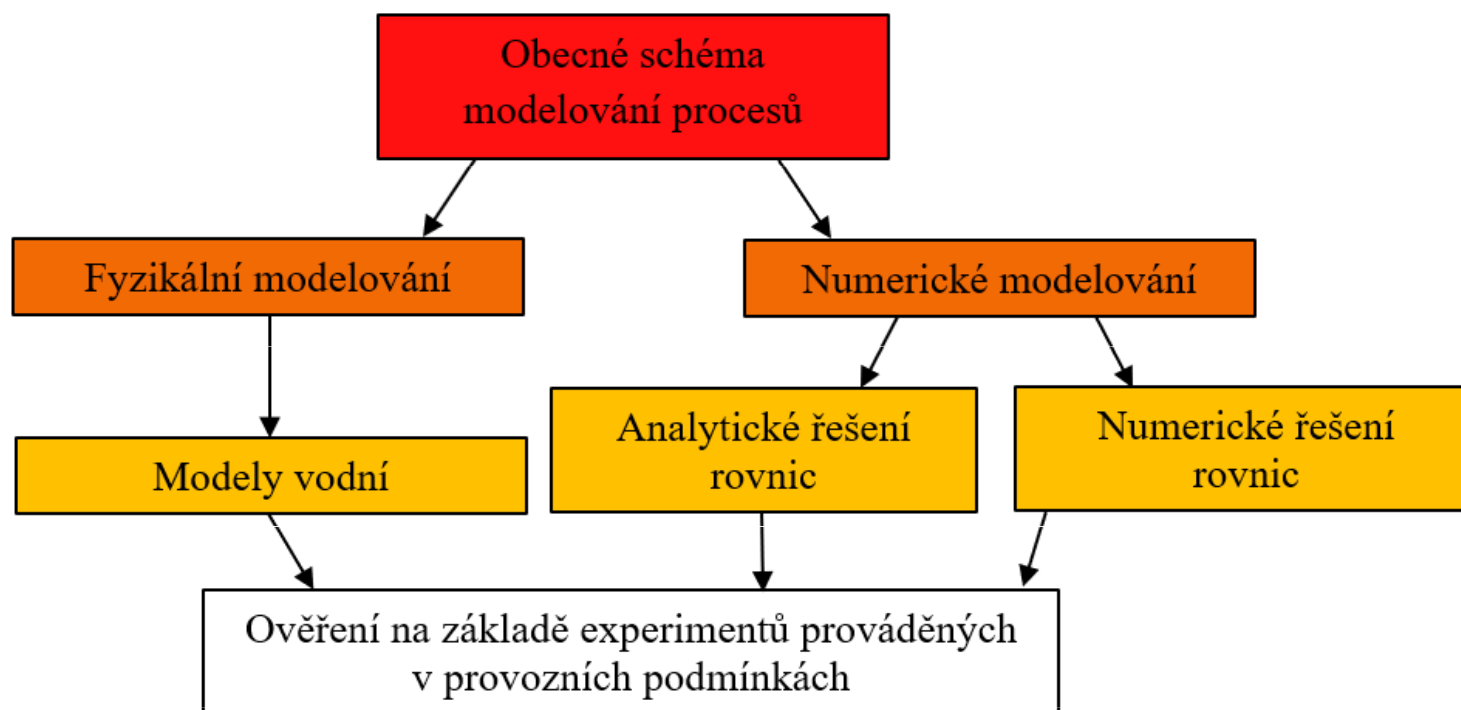 Obecné schéma
modelování procesů
Fyzikální modelování
Numerické modelování
Modely vodní
Analytické řešení
rovnic
Numerické řešení
rovnic
Ověření na základě experimentů prováděných
v provozních podmínkách